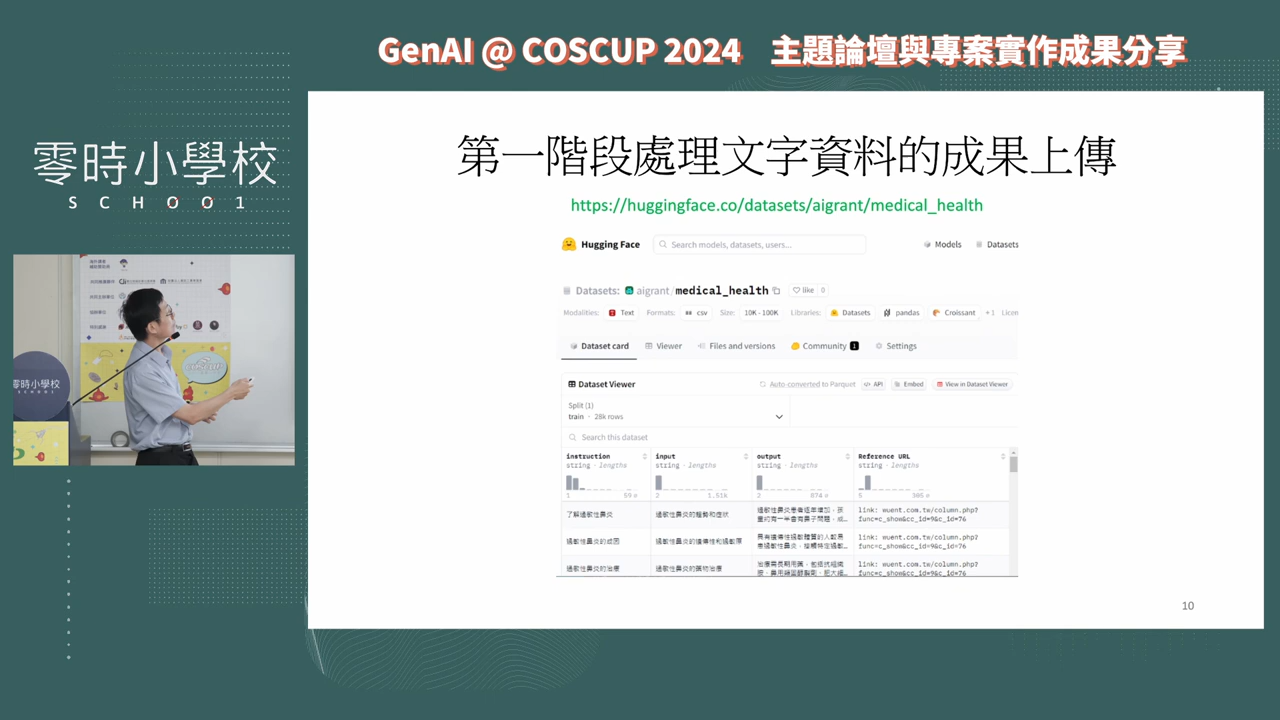 GenAI @ COSCUP 2024 主題論壇與專案實作成果分享
零時小學校
SCHOO1
零時小學校
第一階段處理文字資料的成果上傳
https://huggingface.co/datasets/aigrant/medical_health
Hugging Face
Search models, datasets, users...
Models
Datasets
Datasets: aigrant/medical_health
like 0
Modalities: Text Formats: csv Size: 10K - 100K Libraries: Datasets pandas Croissant +1 Licen
Dataset card Viewer Files and versions Community 1 Settings
Dataset Viewer
Auto-converted to Parquet API Embed View in Dataset Viewer
Split (1)
train · 28k rows
Search this dataset
instruction input output Reference URL
string · lengths string · lengths string · lengths string · lengths
1 59 2 1.51k 2 874 5 305
了解過敏性鼻炎 過敏性鼻炎的趨勢和症狀
link: wuent.com.tw/column.php?
func=c_show&cc_id=9&c_id=76
過敏性鼻炎的成因 過敏性鼻炎的遺傳性和過敏原
link: wuent.com.tw/column.php?
func=c_show&cc_id=9&c_id=76
過敏性鼻炎的治療 過敏性鼻炎的藥物治療
link: wuent.com.tw/column.php?
func=c_show&cc_id=9&c_id=76
10